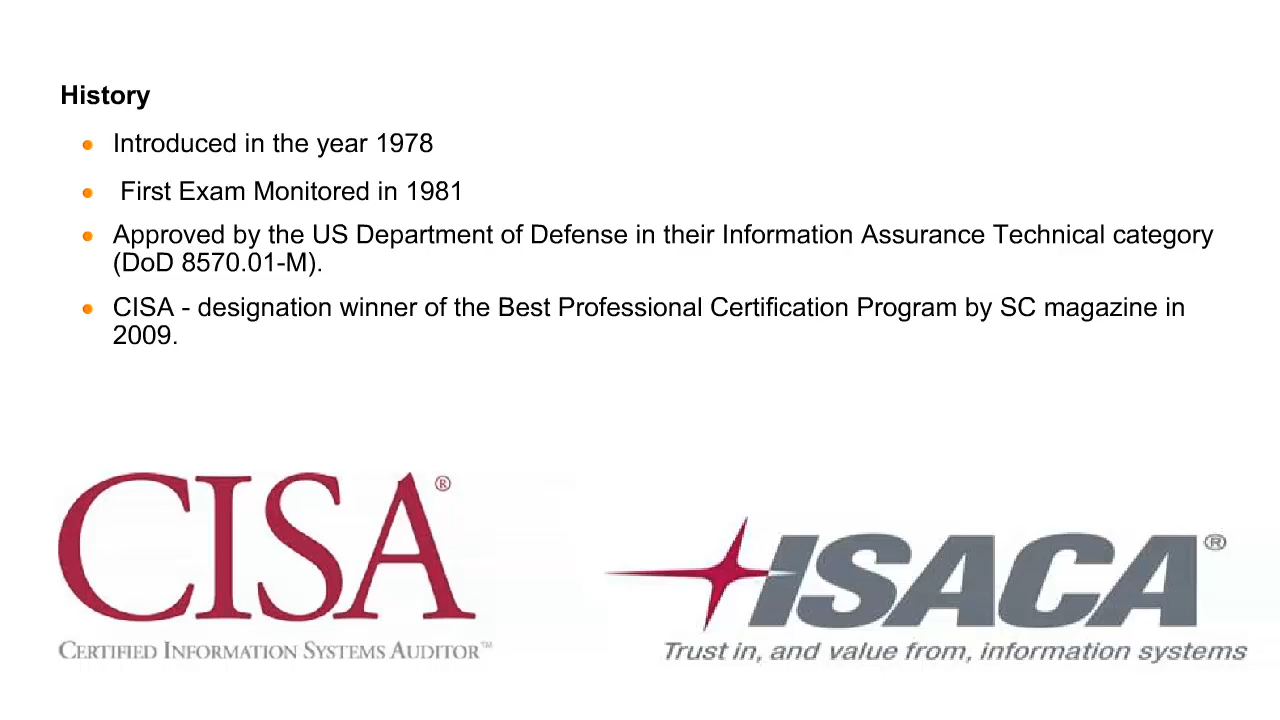 History
Introduced in the year 1978
First Exam Monitored in 1981
Approved by the US Department of Defense in their Information Assurance Technical category
(DoD 8570.01-M).
CISA - designation winner of the Best Professional Certification Program by SC magazine in
2009.
CISA®
CERTIFIED INFORMATION SYSTEMS AUDITOR™
ISACA®
Trust in, and value from, information systems